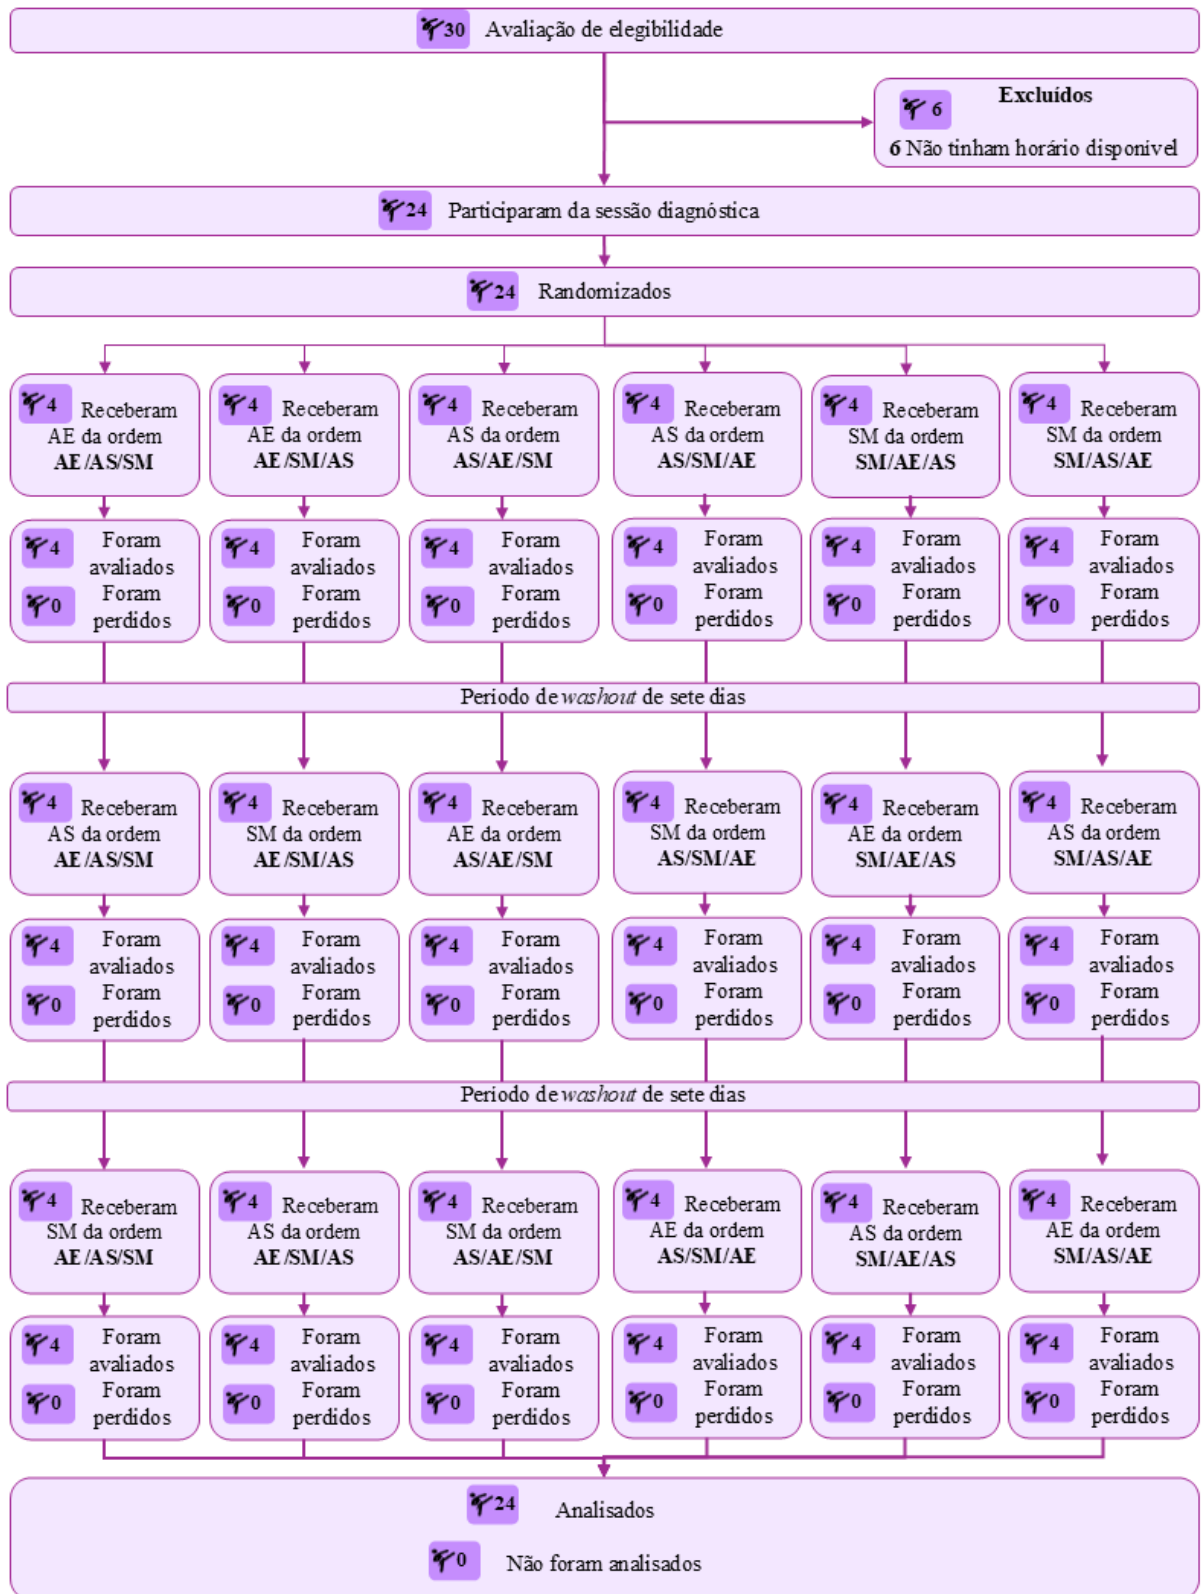 30 Avaliação de elegibilidade
Excluídos
6
6 Não tinham horário disponível
24 Participaram da sessão diagnóstica
24 Randomizados
4 Receberam
AE da ordem
AE/AS/SM
4 Receberam
AE da ordem
AE/SM/AS
4 Receberam
AS da ordem
AS/AE/SM
4 Receberam
AS da ordem
AS/SM/AE
4 Receberam
SM da ordem
SM/AE/AS
4 Receberam
SM da ordem
SM/AS/AE
4 Foram
avaliados
0 Foram
perdidos
4 Foram
avaliados
0 Foram
perdidos
4 Foram
avaliados
0 Foram
perdidos
4 Foram
avaliados
0 Foram
perdidos
4 Foram
avaliados
0 Foram
perdidos
4 Foram
avaliados
0 Foram
perdidos
Período de washout de sete dias
4 Receberam
AS da ordem
AE/AS/SM
4 Receberam
SM da ordem
AE/SM/AS
4 Receberam
AE da ordem
AS/AE/SM
4 Receberam
SM da ordem
AS/SM/AE
4 Receberam
AE da ordem
SM/AE/AS
4 Receberam
AS da ordem
SM/AS/AE
4 Foram
avaliados
0 Foram
perdidos
4 Foram
avaliados
0 Foram
perdidos
4 Foram
avaliados
0 Foram
perdidos
4 Foram
avaliados
0 Foram
perdidos
4 Foram
avaliados
0 Foram
perdidos
4 Foram
avaliados
0 Foram
perdidos
Período de washout de sete dias
4 Receberam
SM da ordem
AE/AS/SM
4 Receberam
AS da ordem
AE/SM/AS
4 Receberam
SM da ordem
AS/AE/SM
4 Receberam
AE da ordem
AS/SM/AE
4 Receberam
AS da ordem
SM/AE/AS
4 Receberam
AE da ordem
SM/AS/AE
4 Foram
avaliados
0 Foram
perdidos
4 Foram
avaliados
0 Foram
perdidos
4 Foram
avaliados
0 Foram
perdidos
4 Foram
avaliados
0 Foram
perdidos
4 Foram
avaliados
0 Foram
perdidos
4 Foram
avaliados
0 Foram
perdidos
24 Analisados
0 Não foram analisados